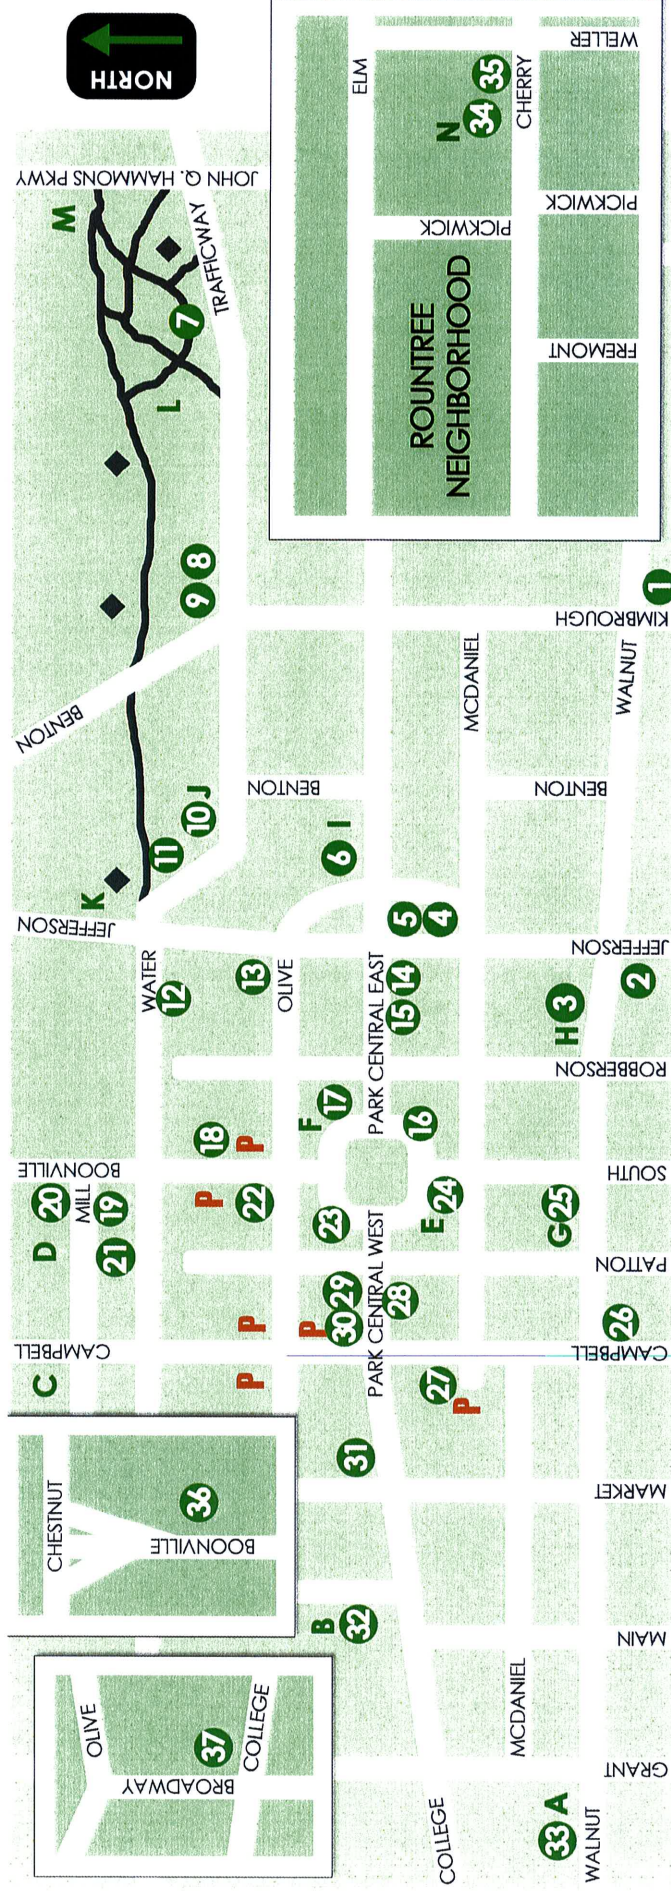 NORTH
JOHN Q. HAMMONS PKWY
TRAFFICWAY
M
7
L
9 8
BENTON
10 J
11
K
JEFFERSON
WATER
12
13
OLIVE
BENTON
BENTON
6 I
5
4
MCDANIEL
WALNUT
KIMBROUGH
1
JEFFERSON
2
H 3
PARK CENTRAL EAST
14
15
ROBBERSON
F 17
16
18
P
BOONVILLE
SOUTH
D
20
MILL
19
21
P
22
23
E 24
G 25
PATTON
PARK CENTRAL WEST
29
30
P
28
P
26
CAMPBELL
CAMPBELL
C
P
27
P
31
MARKET
B
32
MAIN
MCDANIEL
GRANT
COLLEGE
33 A
WALNUT
ELM
WELLER
35
34
N
CHERRY
PICKWICK
PICKWICK
ROUNTREE
NEIGHBORHOOD
FREMONT
CHESTNUT
36
BOONVILLE
OLIVE
37
COLLEGE
BROADWAY